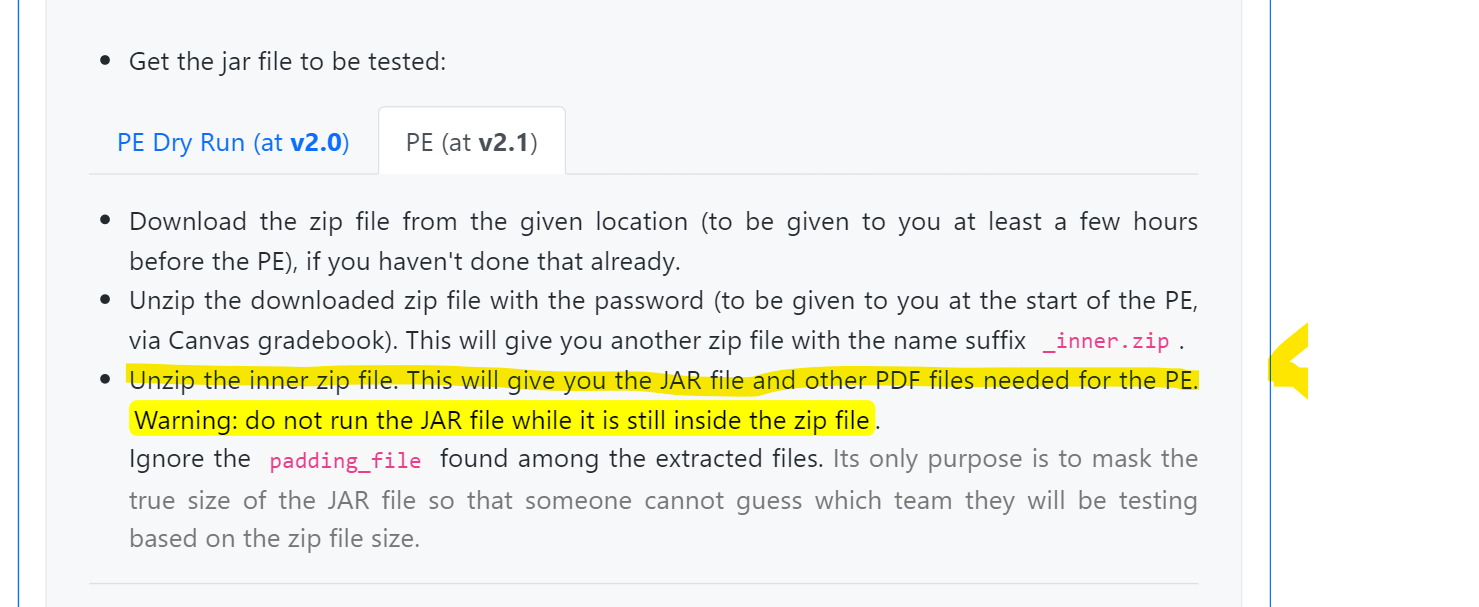 Get the jar file to be tested:
PE Dry Run (at v2.0) PE (at v2.1)
Download the zip file from the given location (to be given to you at least a few hours
before the PE), if you haven't done that already.
Unzip the downloaded zip file with the password (to be given to you at the start of the PE,
via Canvas gradebook). This will give you another zip file with the name suffix _inner.zip .
Unzip the inner zip file. This will give you the JAR file and other PDF files needed for the PE.
Warning: do not run the JAR file while it is still inside the zip file.
Ignore the padding_file found among the extracted files. Its only purpose is to mask the
true size of the JAR file so that someone cannot guess which team they will be testing
based on the zip file size.